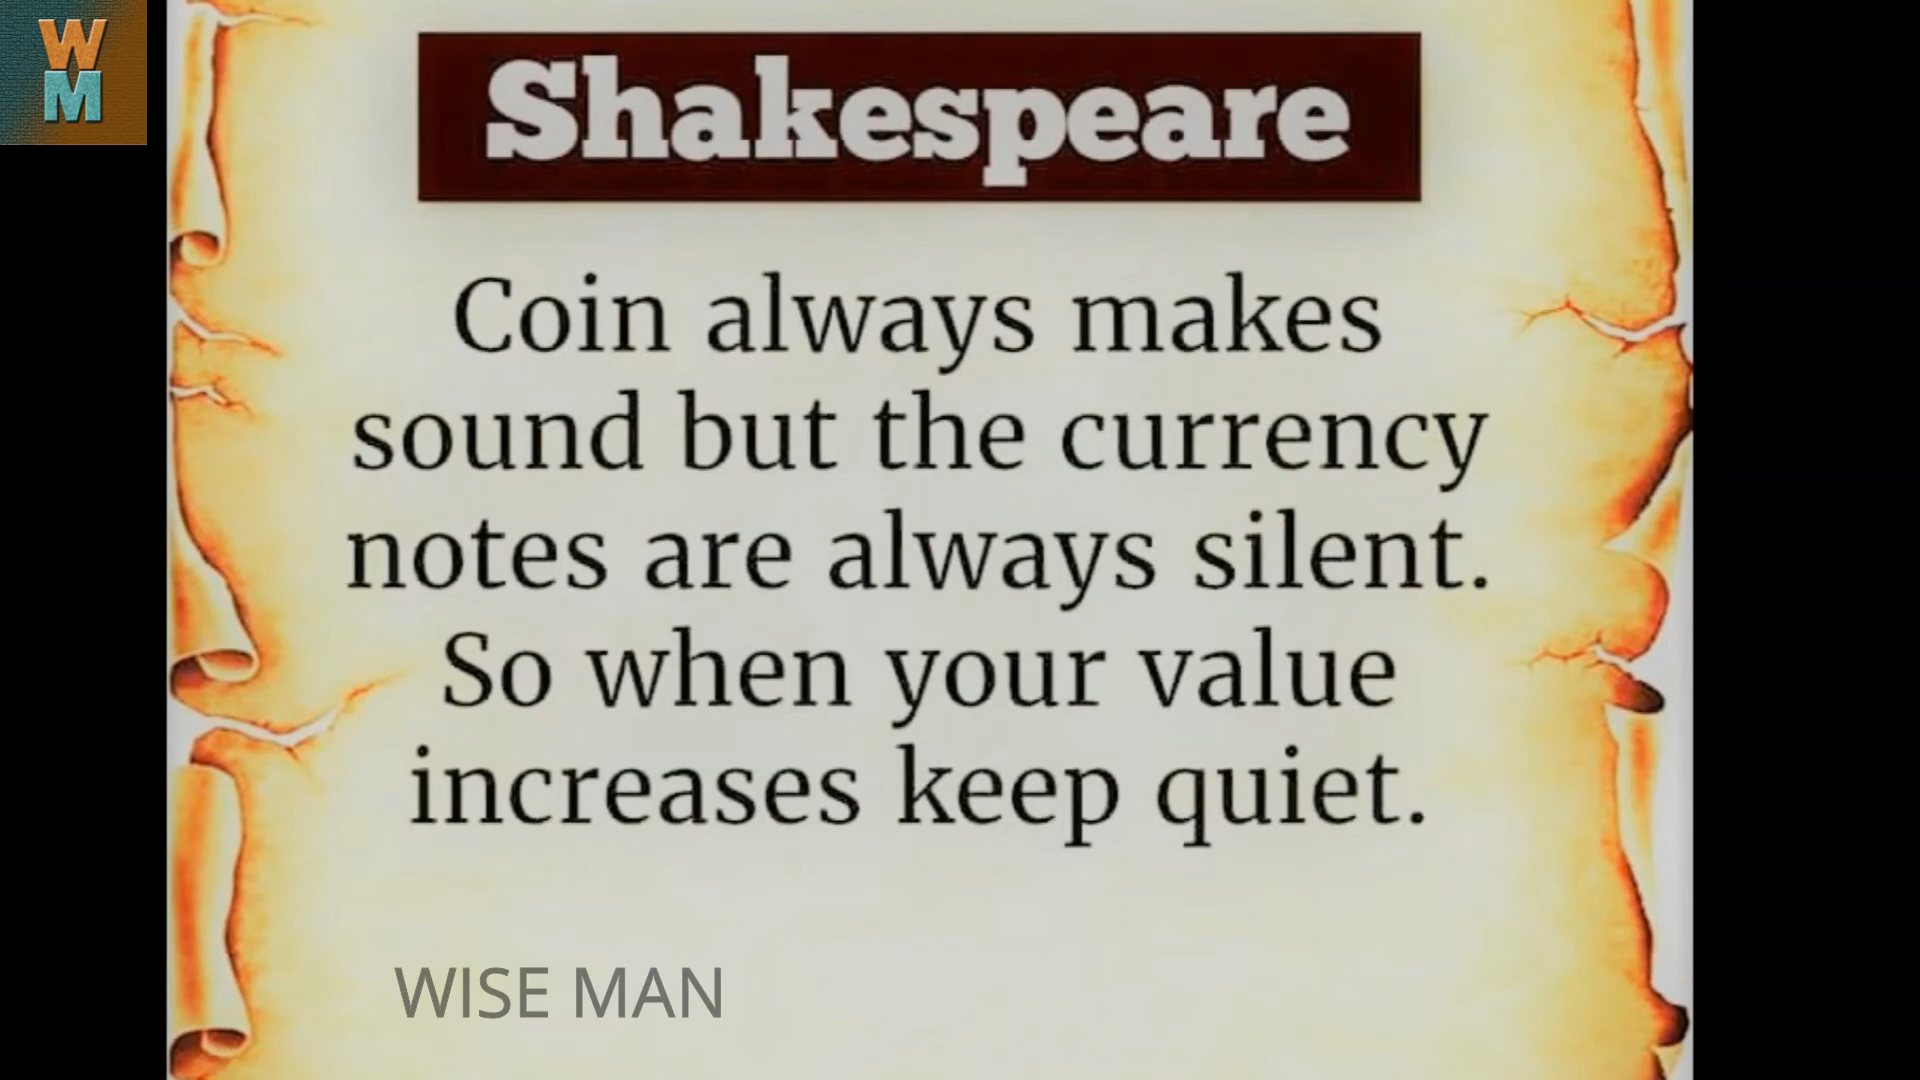 W
M
Shakespeare
Coin always makes
sound but the currency
notes are always silent.
So when your value
increases keep quiet.
WISE MAN